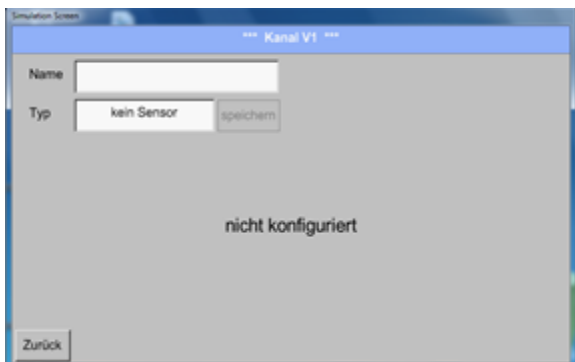 Simulation Screen
*** Kanal V1 ***
Name
Typ kein Sensor speichern
nicht konfiguriert
Zurück